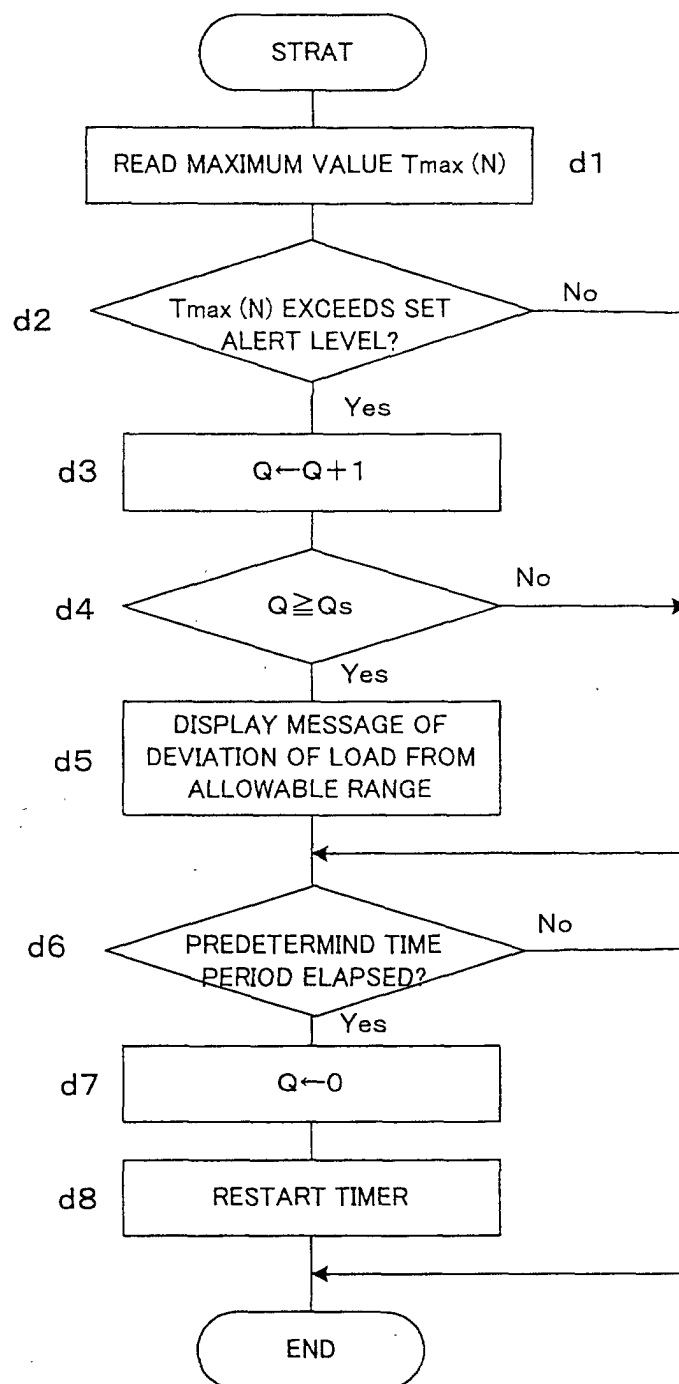 STRAT
READ MAXIMUM VALUE Tmax (N)
d1
d2
Tmax (N) EXCEEDS SET
ALERT LEVEL?
No
Yes
d3
Q←Q+1
d4
Q≧Qs
No
Yes
d5
DISPLAY MESSAGE OF
DEVIATION OF LOAD FROM
ALLOWABLE RANGE
d6
PREDETERMIND TIME
PERIOD ELAPSED?
No
Yes
d7
Q←0
d8
RESTART TIMER
END